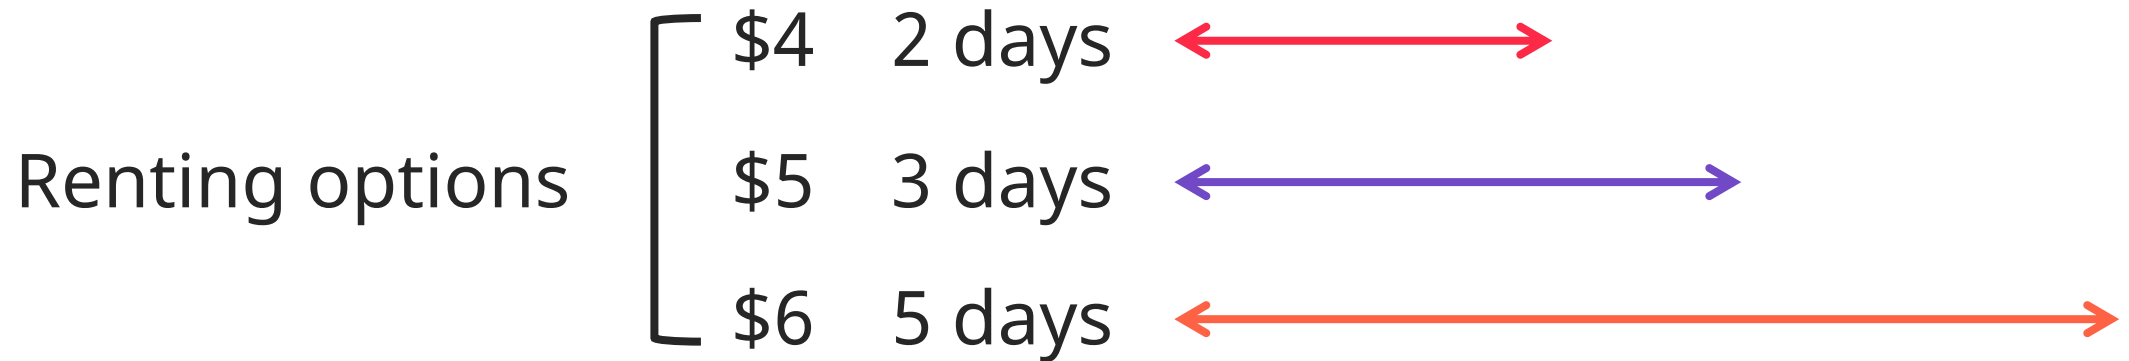 $4 2 days
Renting options $5 3 days
$6 5 days